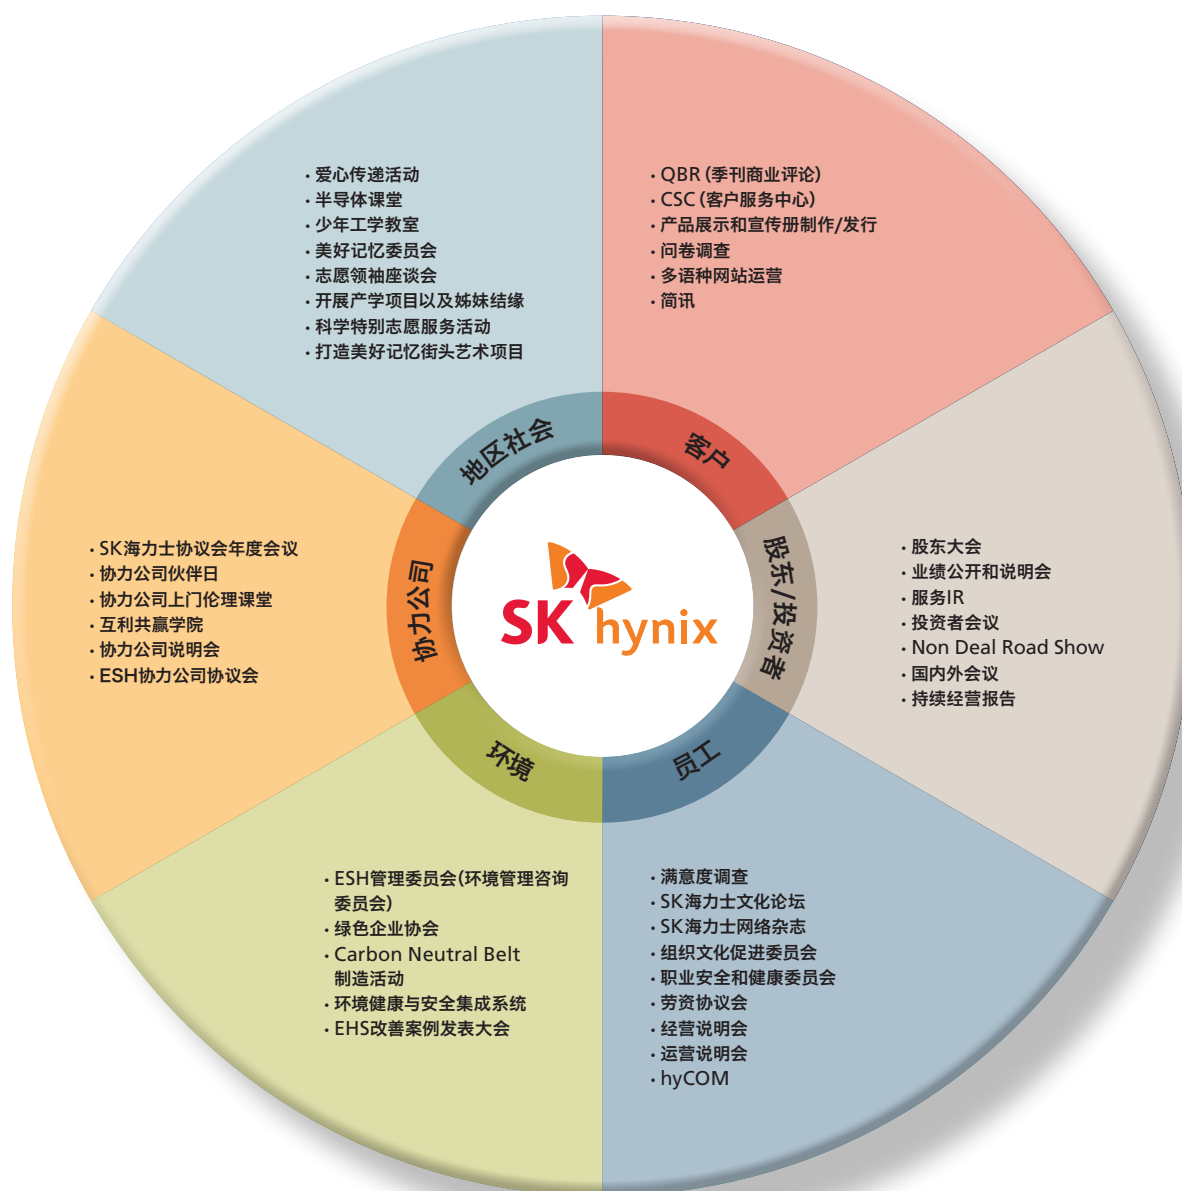 · 爱心传递活动
· 半导体课堂
· 少年工学教室
· 美好记忆委员会
· 志愿领袖座谈会
· 开展产学项目以及姊妹结缘
· 科学特别志愿服务活动
· 打造美好记忆街头艺术项目
地区社会
· QBR (季刊商业评论)
· CSC (客户服务中心)
· 产品展示和宣传册制作/发行
· 问卷调查
· 多语种网站运营
· 简讯
客户
· SK海力士协议会年度会议
· 协力公司伙伴日
· 协力公司上门伦理课堂
· 互利共赢学院
· 协力公司说明会
· ESH协力公司协议会
协力公司
SK hynix
股东/投资者
· 股东大会
· 业绩公开和说明会
· 服务IR
· 投资者会议
· Non Deal Road Show
· 国内外会议
· 持续经营报告
环境
· ESH管理委员会(环境管理咨询
委员会)
· 绿色企业协会
· Carbon Neutral Belt
制造活动
· 环境健康与安全集成系统
· EHS改善案例发表大会
员工
· 满意度调查
· SK海力士文化论坛
· SK海力士网络杂志
· 组织文化促进委员会
· 职业安全和健康委员会
· 劳资协议会
· 经营说明会
· 运营说明会
· hyCOM